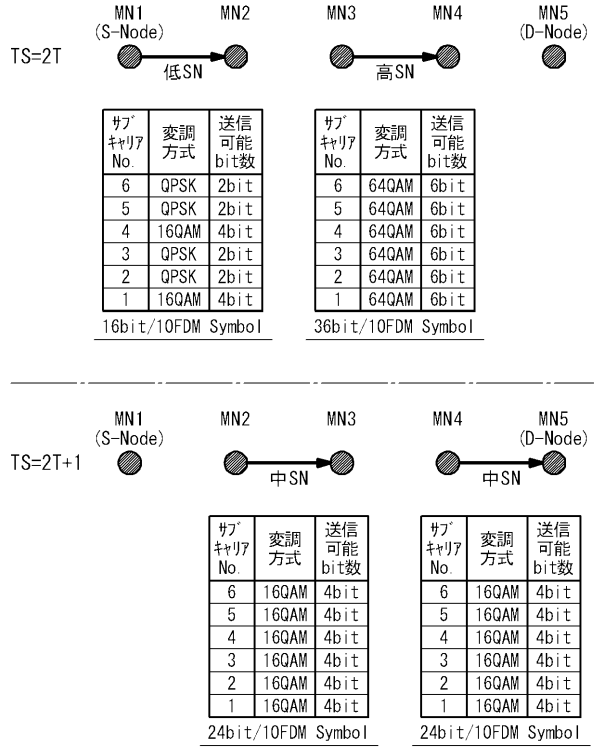 MN1 MN2 MN3 MN4 MN5
(S-Node) (D-Node)
TS=2T
低SN 高SN
サブキャリアNo. 変調方式 送信可能bit数 サブキャリアNo. 変調方式 送信可能bit数
6 QPSK 2bit 6 64QAM 6bit
5 QPSK 2bit 5 64QAM 6bit
4 16QAM 4bit 4 64QAM 6bit
3 QPSK 2bit 3 64QAM 6bit
2 QPSK 2bit 2 64QAM 6bit
1 16QAM 4bit 1 64QAM 6bit
16bit/1OFDM Symbol 36bit/1OFDM Symbol
MN1 MN2 MN3 MN4 MN5
(S-Node) (D-Node)
TS=2T+1
中SN 中SN
サブキャリアNo. 変調方式 送信可能bit数 サブキャリアNo. 変調方式 送信可能bit数
6 16QAM 4bit 6 16QAM 4bit
5 16QAM 4bit 5 16QAM 4bit
4 16QAM 4bit 4 16QAM 4bit
3 16QAM 4bit 3 16QAM 4bit
2 16QAM 4bit 2 16QAM 4bit
1 16QAM 4bit 1 16QAM 4bit
24bit/1OFDM Symbol 24bit/1OFDM Symbol